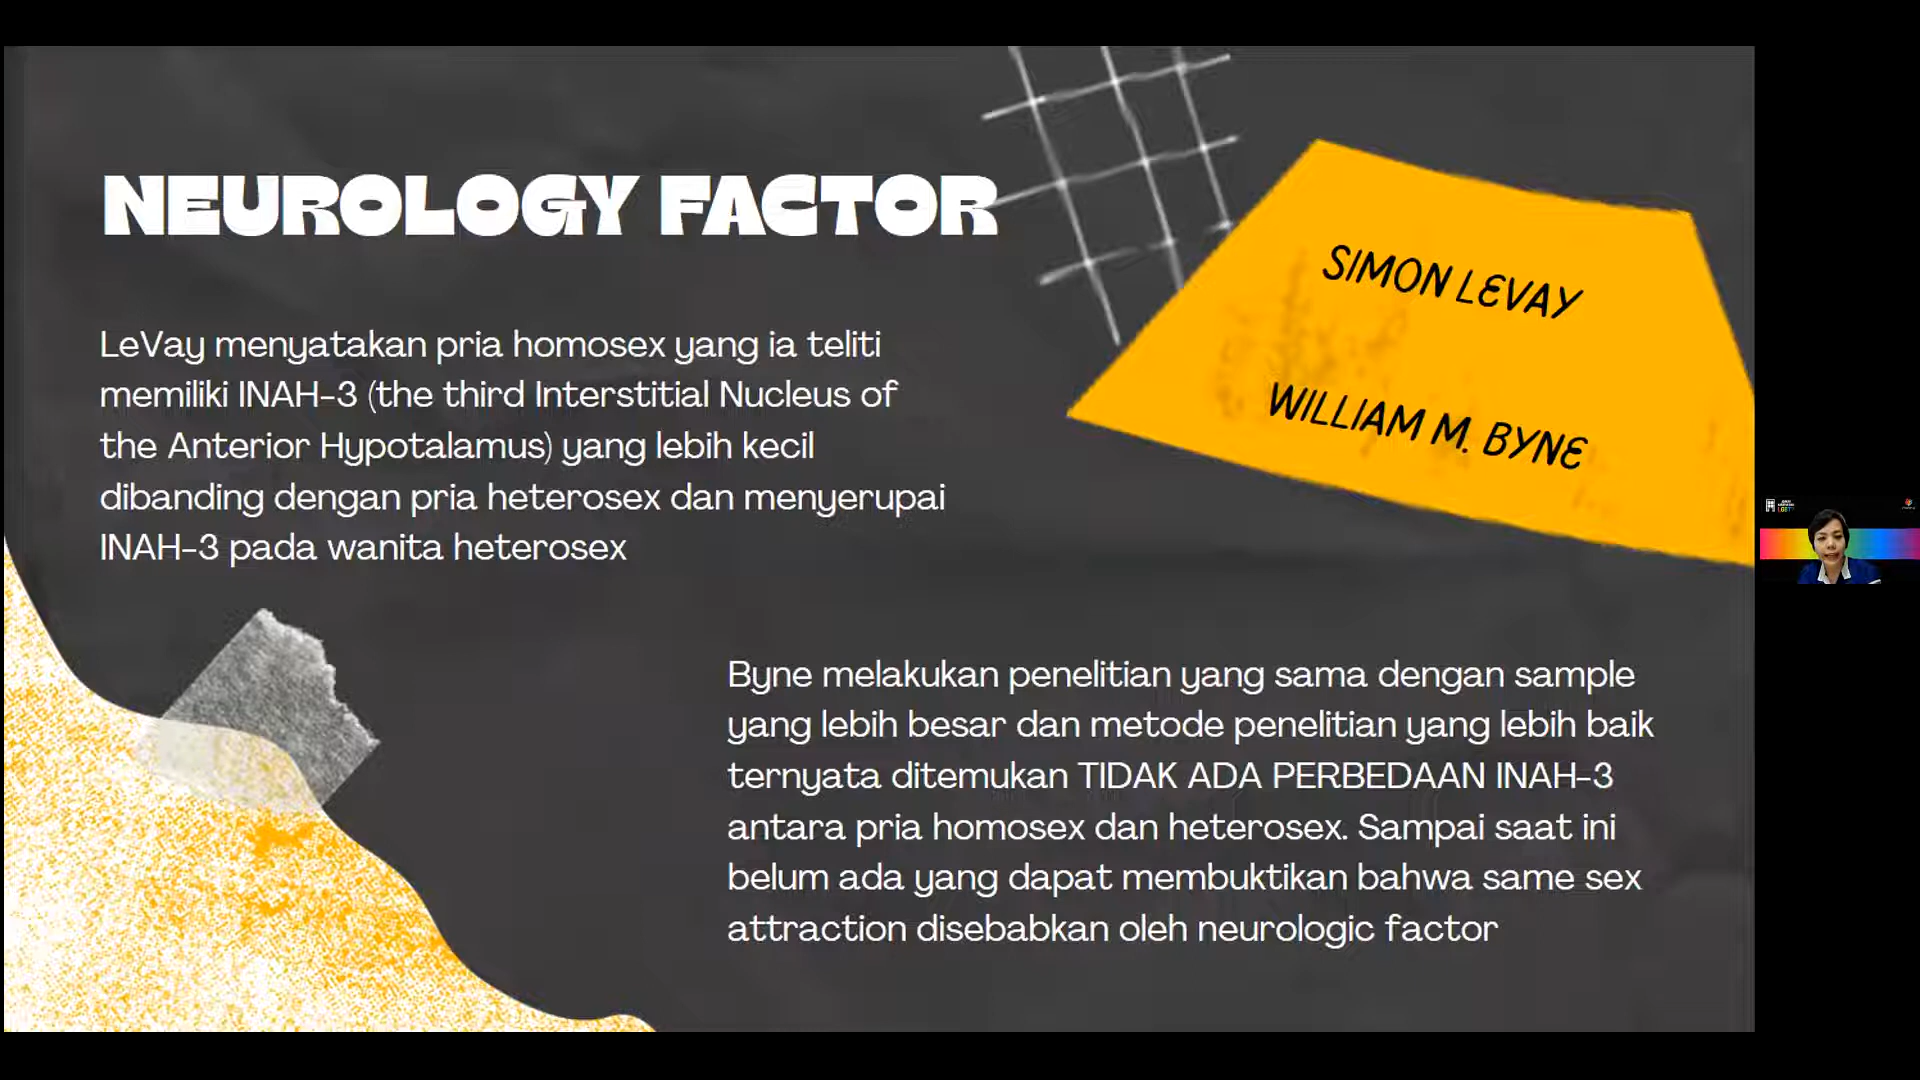 NEUROLOGY FACTOR
SIMON LEVAY
WILLIAM M. BYNE
LeVay menyatakan pria homosex yang ia teliti
memiliki INAH-3 (the third Interstitial Nucleus of
the Anterior Hypotalamus) yang lebih kecil
dibanding dengan pria heterosex dan menyerupai
INAH-3 pada wanita heterosex
Byne melakukan penelitian yang sama dengan sample
yang lebih besar dan metode penelitian yang lebih baik
ternyata ditemukan TIDAK ADA PERBEDAAN INAH-3
antara pria homosex dan heterosex. Sampai saat ini
belum ada yang dapat membuktikan bahwa same sex
attraction disebabkan oleh neurologic factor